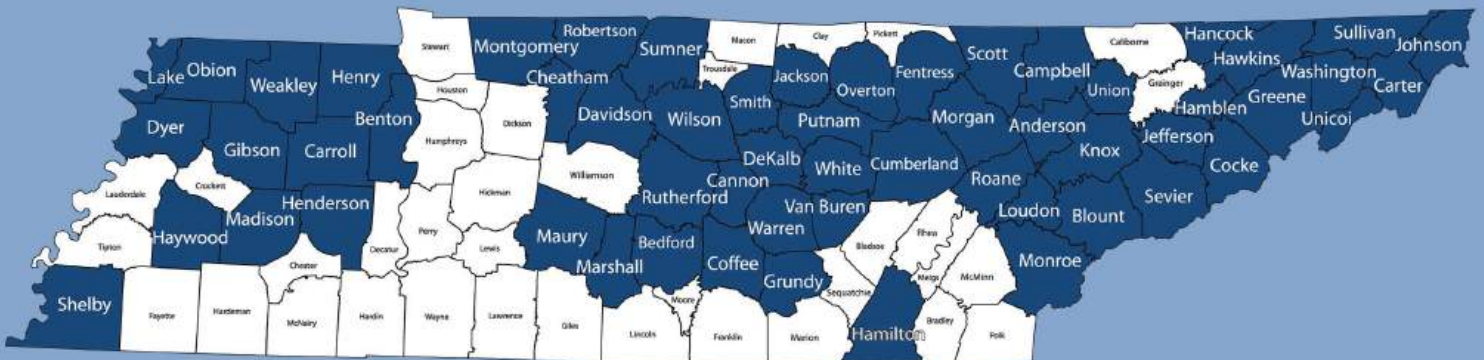 Lake
Obion
Weakley
Henry
Stewart
Montgomery
Robertson
Sumner
Macon
Clay
Pickett
Scott
Campbell
Claiborne
Hancock
Hawkins
Sullivan
Johnson
Carter
Washington
Unicoi
Greene
Hamblen
Grainger
Union
Fentress
Overton
Jackson
Trousdale
Smith
Cheatham
Houston
Benton
Dyer
Gibson
Carroll
Humphreys
Dickson
Davidson
Wilson
Putnam
Morgan
Anderson
Knox
Jefferson
Cocke
Sevier
Blount
Loudon
Roane
Cumberland
White
DeKalb
Cannon
Rutherford
Williamson
Hickman
Perry
Decatur
Henderson
Madison
Crockett
Lauderdale
Tipton
Haywood
Chester
Lewis
Maury
Marshall
Bedford
Coffee
Warren
Van Buren
Grundy
Sequatchie
Bledsoe
Rhea
Meigs
McMinn
Monroe
Shelby
Fayette
Hardeman
McNairy
Hardin
Wayne
Lawrence
Giles
Lincoln
Moore
Franklin
Marion
Hamilton
Bradley
Polk